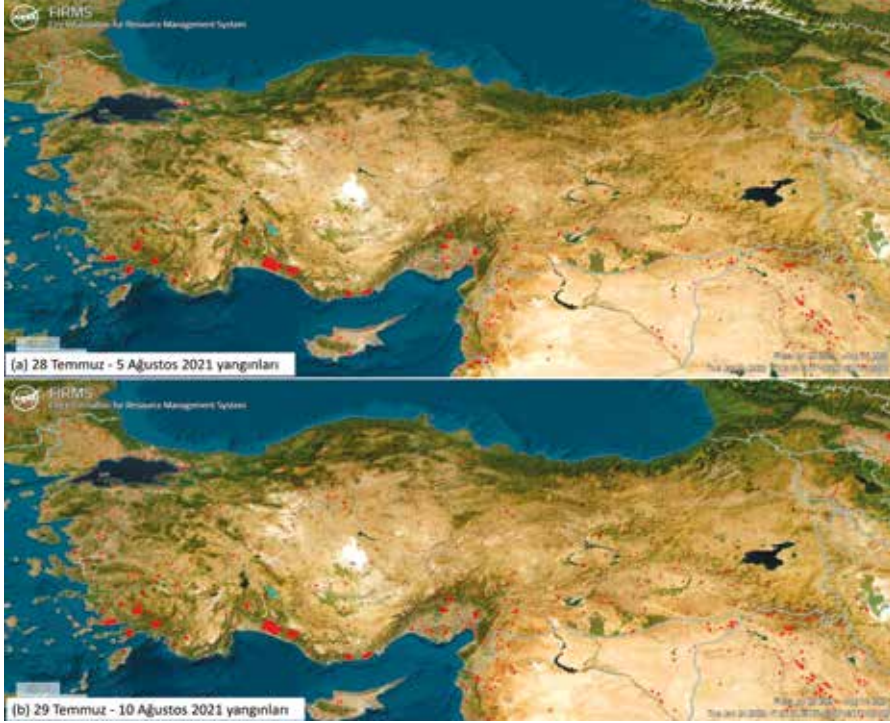 FIRMS
Fire Information for Resource Management System
(a) 28 Temmuz - 5 Ağustos 2021 yangınları
FIRMS
Fire Information for Resource Management System
(b) 29 Temmuz - 10 Ağustos 2021 yangınları